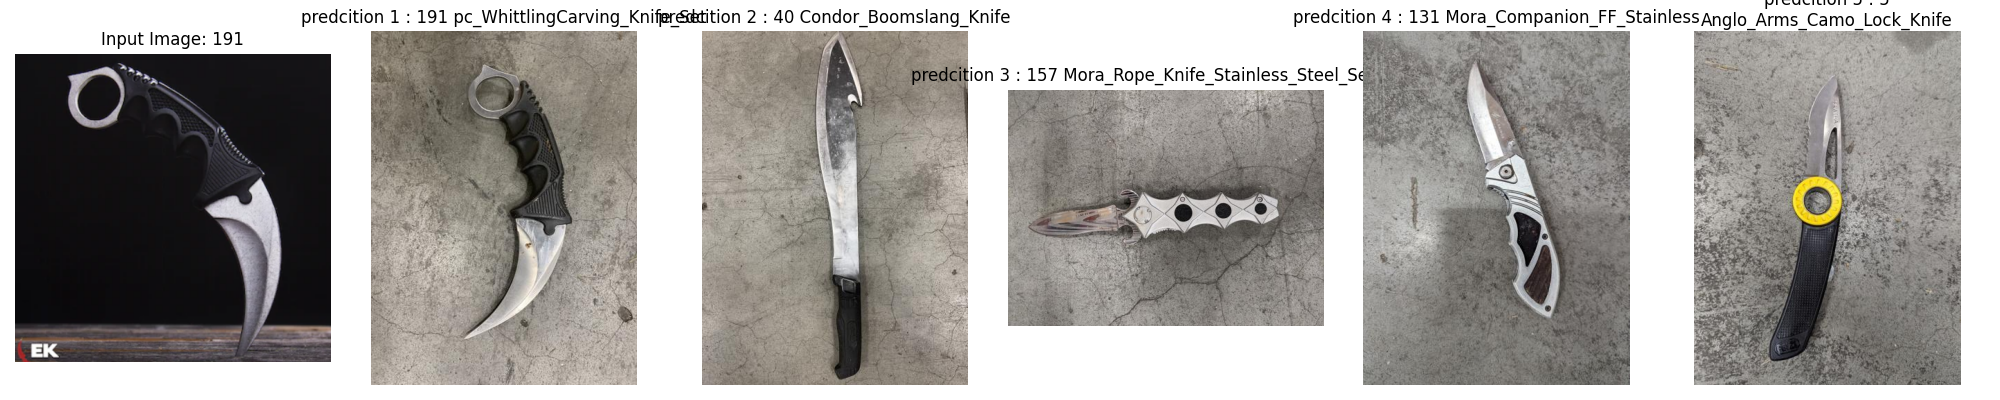 Input Image: 191
predcition 1 : 191 pc_WhittlingCarving_Knife_Set
predcition 2 : 40 Condor_Boomslang_Knife
predcition 3 : 157 Mora_Rope_Knife_Stainless_Steel_Se
predcition 4 : 131 Mora_Companion_FF_Stainless
Anglo_Arms_Camo_Lock_Knife
EK